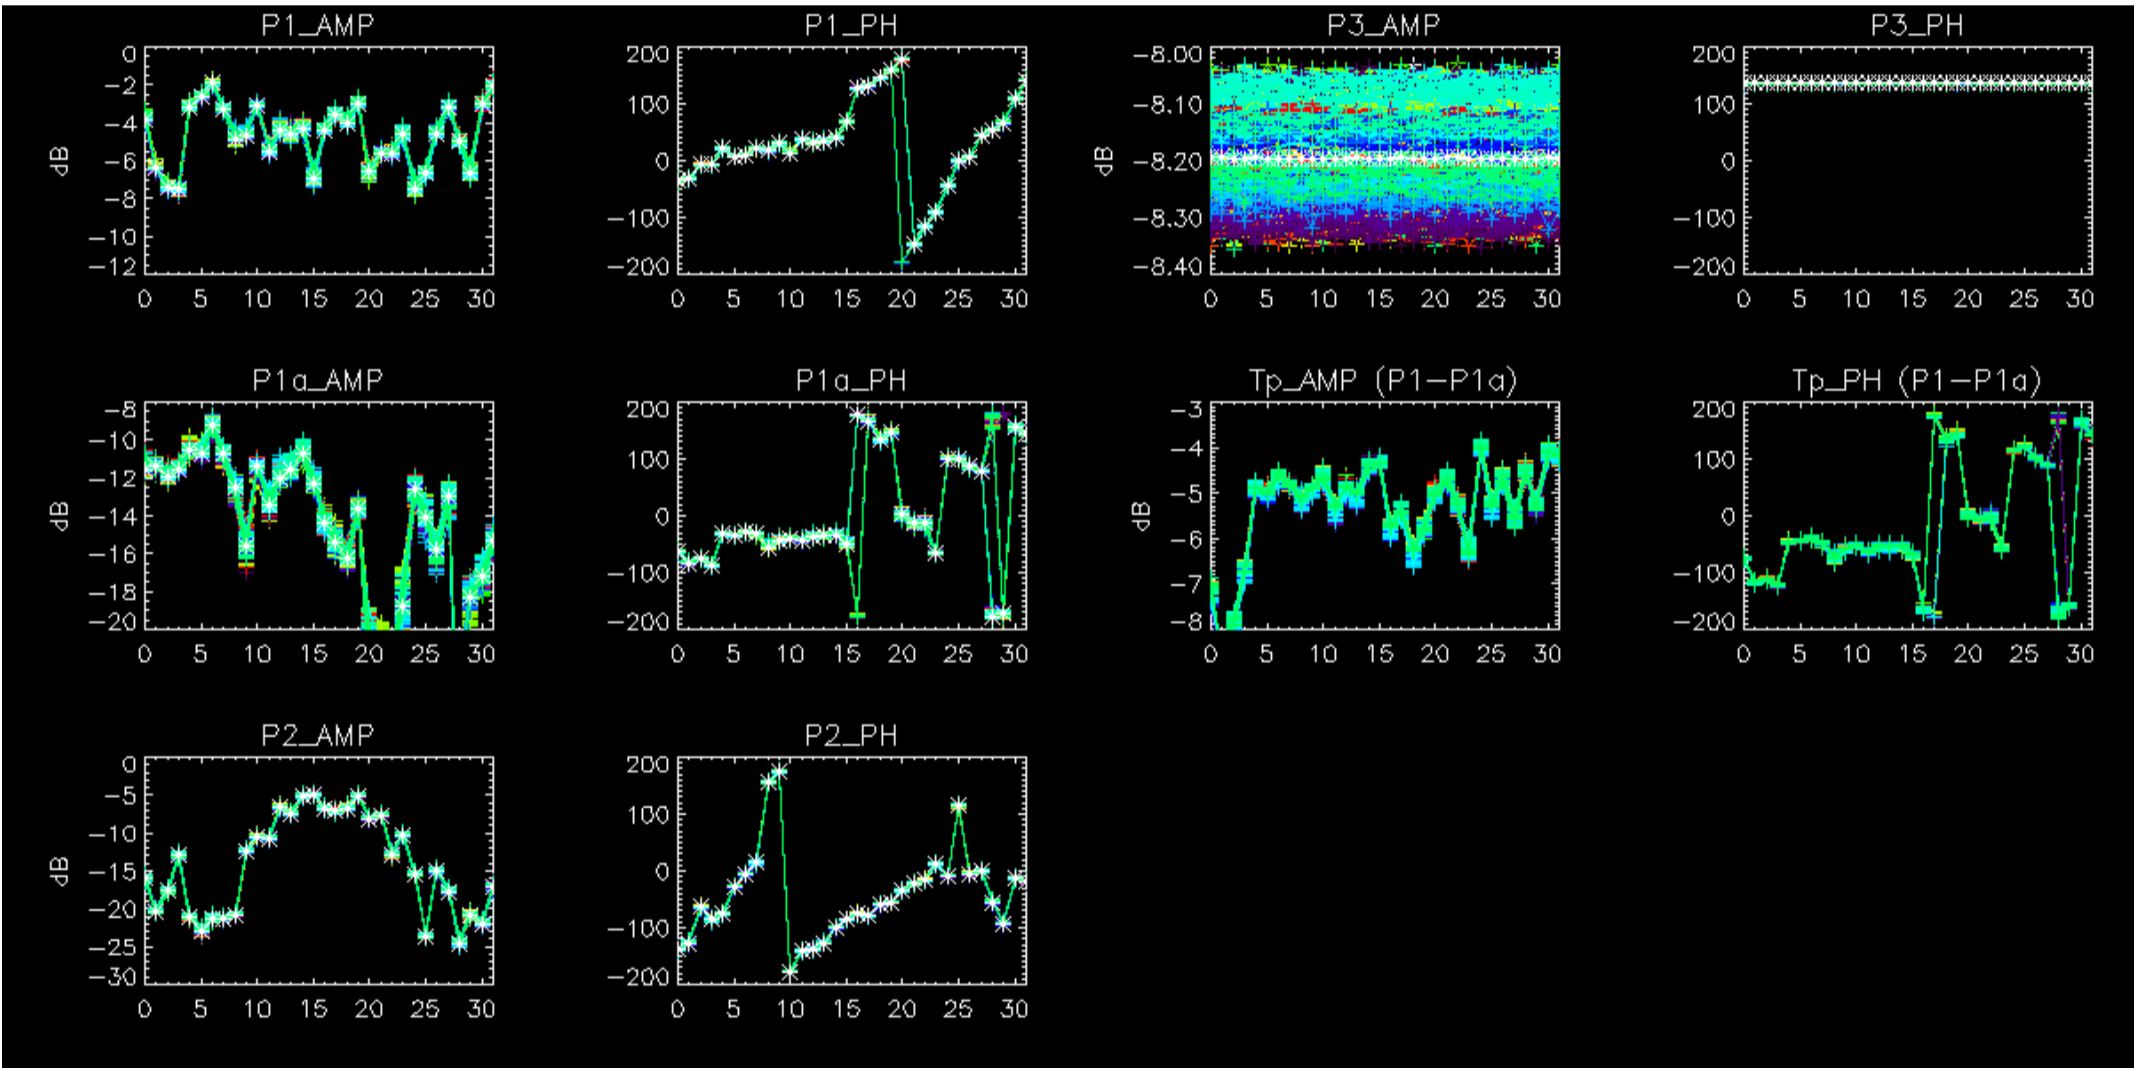 P1_AMP
0
-2
-4
-6
-8
-10
-12
dB
0 5 10 15 20 25 30
P1_PH
200
100
0
-100
-200
0 5 10 15 20 25 30
P3_AMP
-8.00
-8.10
-8.20
-8.30
-8.40
dB
0 5 10 15 20 25 30
P3_PH
200
100
0
-100
-200
0 5 10 15 20 25 30
P1a_AMP
-8
-10
-12
-14
-16
-18
-20
dB
0 5 10 15 20 25 30
P1a_PH
200
100
0
-100
-200
0 5 10 15 20 25 30
Tp_AMP (P1-P1a)
-3
-4
-5
-6
-7
-8
dB
0 5 10 15 20 25 30
Tp_PH (P1-P1a)
200
100
0
-100
-200
0 5 10 15 20 25 30
P2_AMP
0
-5
-10
-15
-20
-25
-30
dB
0 5 10 15 20 25 30
P2_PH
200
100
0
-100
-200
0 5 10 15 20 25 30